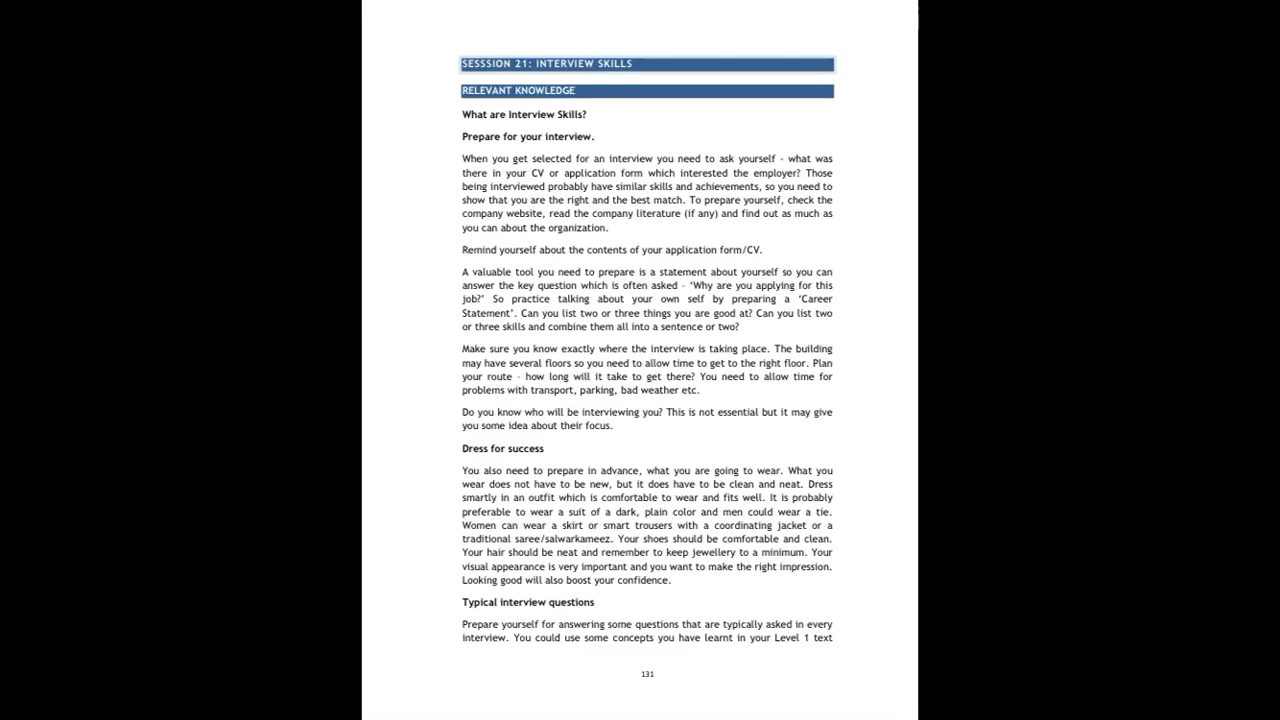 SESSSION 21: INTERVIEW SKILLS
RELEVANT KNOWLEDGE
What are Interview Skills?
Prepare for your interview.
When you get selected for an interview you need to ask yourself - what was
there in your CV or application form which interested the employer? Those
being interviewed probably have similar skills and achievements, so you need to
show that you are the right and the best match. To prepare yourself, check the
company website, read the company literature (if any) and find out as much as
you can about the organization.
Remind yourself about the contents of your application form/CV.
A valuable tool you need to prepare is a statement about yourself so you can
answer the key question which is often asked – ‘Why are you applying for this
job?’ So practice talking about your own self by preparing a ‘Career
Statement’. Can you list two or three things you are good at? Can you list two
or three skills and combine them all into a sentence or two?
Make sure you know exactly where the interview is taking place. The building
may have several floors so you need to allow time to get to the right floor. Plan
your route – how long will it take to get there? You need to allow time for
problems with transport, parking, bad weather etc.
Do you know who will be interviewing you? This is not essential but it may give
you some idea about their focus.
Dress for success
You also need to prepare in advance, what you are going to wear. What you
wear does not have to be new, but it does have to be clean and neat. Dress
smartly in an outfit which is comfortable to wear and fits well. It is probably
preferable to wear a suit of a dark, plain color and men could wear a tie.
Women can wear a skirt or smart trousers with a coordinating jacket or a
traditional saree/salwarkameez. Your shoes should be comfortable and clean.
Your hair should be neat and remember to keep jewellery to a minimum. Your
visual appearance is very important and you want to make the right impression.
Looking good will also boost your confidence.
Typical interview questions
Prepare yourself for answering some questions that are typically asked in every
interview. You could use some concepts you have learnt in your Level 1 text
131